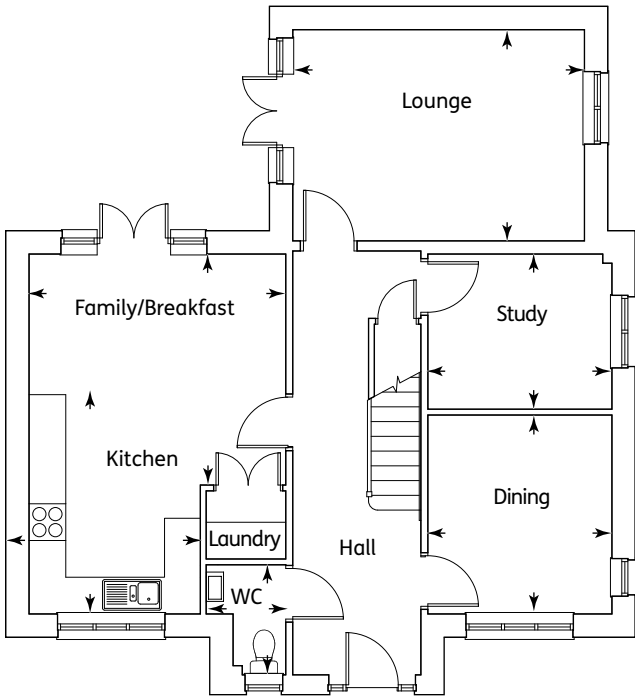 Lounge
Family/Breakfast
Study
Kitchen
Dining
Laundry
Hall
WC